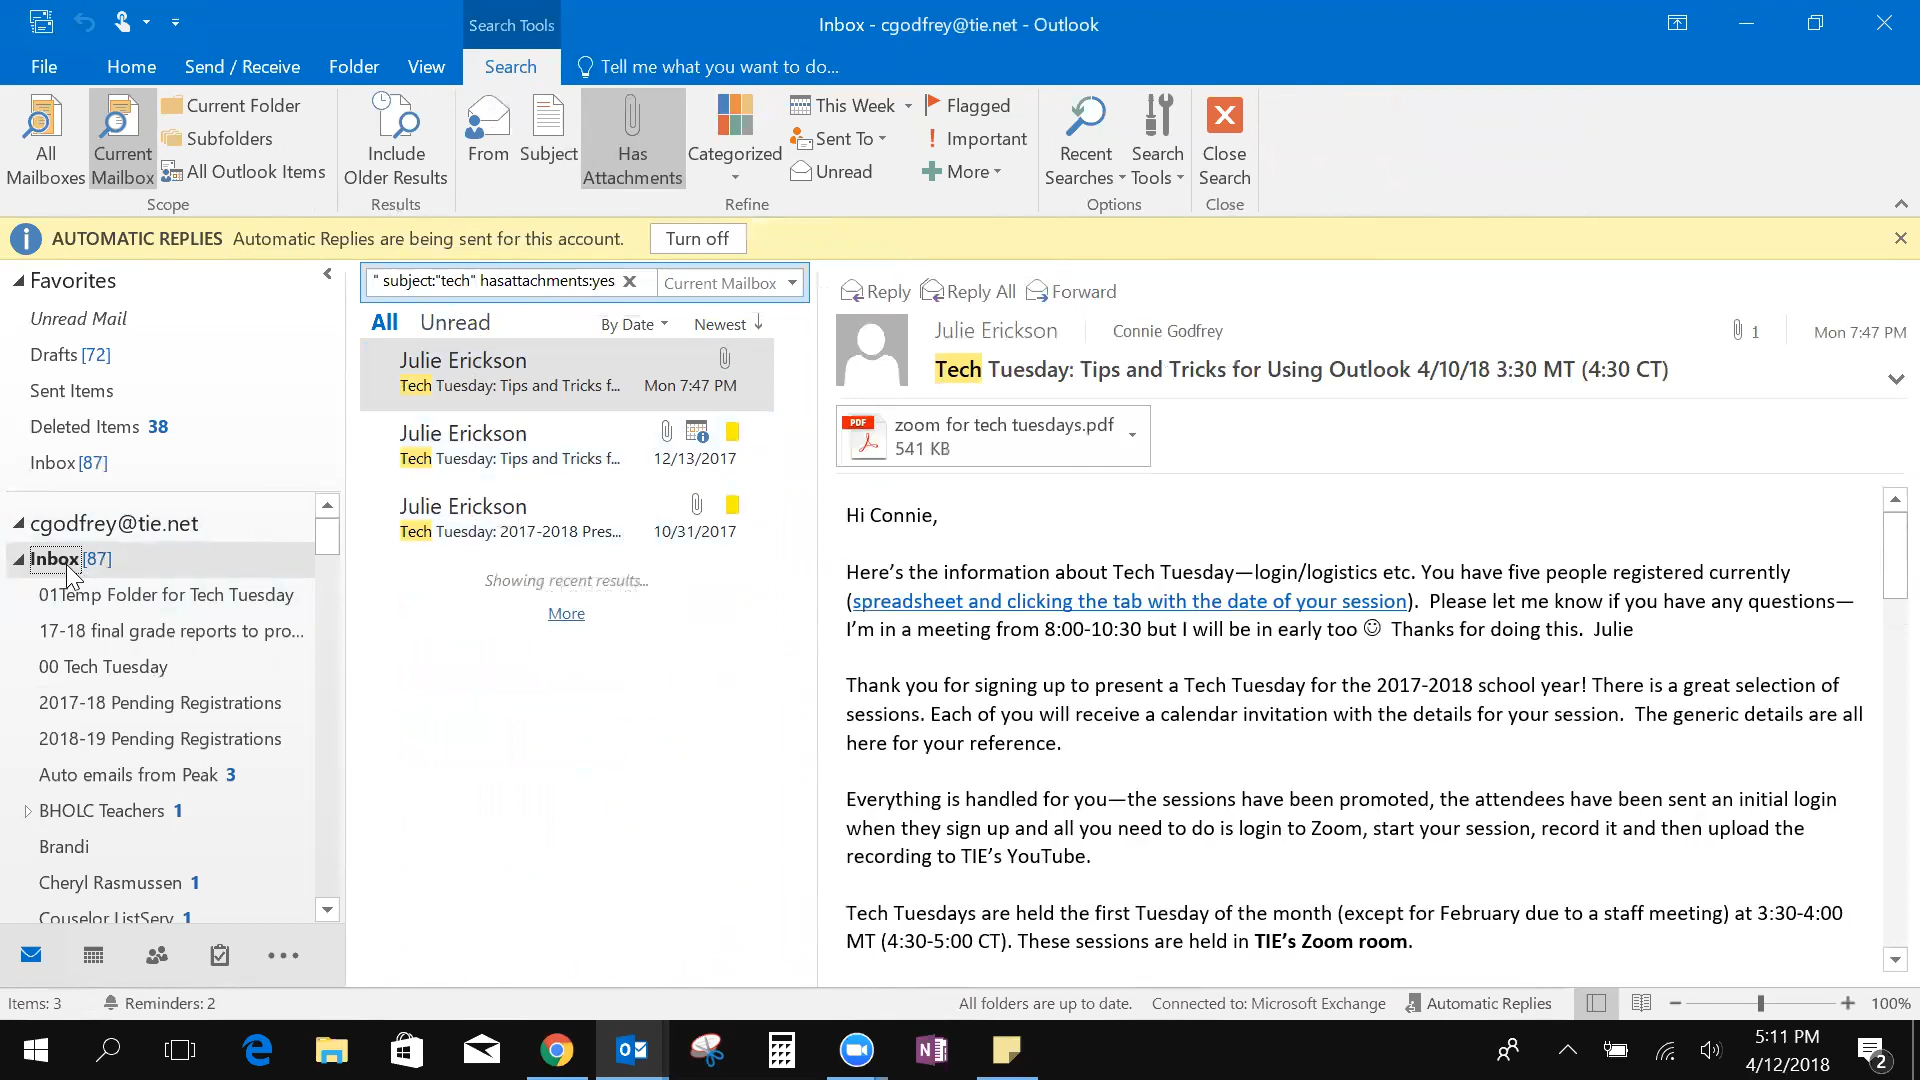 Search Tools
Inbox - cgodfrey@tie.net - Outlook
File Home Send / Receive Folder View Search Tell me what you want to do...
All Mailboxes
Current Mailbox
Current Folder
Subfolders
All Outlook Items
Scope
Include Older Results
Results
From
Subject
Has Attachments
Categorized
This Week
Sent To
Unread
Flagged
Important
More
Refine
Recent Searches
Search Tools
Options
Close Search
Close
AUTOMATIC REPLIES Automatic Replies are being sent for this account. Turn off
Favorites
Unread Mail
Drafts [72]
Sent Items
Deleted Items 38
Inbox [87]
cgodfrey@tie.net
Inbox [87]
01Temp Folder for Tech Tuesday
17-18 final grade reports to pro...
00 Tech Tuesday
2017-18 Pending Registrations
2018-19 Pending Registrations
Auto emails from Peak 3
BHOLC Teachers 1
Brandi
Cheryl Rasmussen 1
Couselor ListServ 1
" subject:"tech" hasattachments:yes Current Mailbox
All Unread By Date Newest
Julie Erickson
Tech Tuesday: Tips and Tricks f... Mon 7:47 PM
Julie Erickson
Tech Tuesday: Tips and Tricks f... 12/13/2017
Julie Erickson
Tech Tuesday: 2017-2018 Pres... 10/31/2017
Showing recent results...
More
Reply Reply All Forward
Julie Erickson Connie Godfrey 1 Mon 7:47 PM
Tech Tuesday: Tips and Tricks for Using Outlook 4/10/18 3:30 MT (4:30 CT)
PDF
zoom for tech tuesdays.pdf
541 KB
Hi Connie,
Here's the information about Tech Tuesday—login/logistics etc. You have five people registered currently
(spreadsheet and clicking the tab with the date of your session). Please let me know if you have any questions—
I'm in a meeting from 8:00-10:30 but I will be in early too ☺ Thanks for doing this. Julie
Thank you for signing up to present a Tech Tuesday for the 2017-2018 school year! There is a great selection of
sessions. Each of you will receive a calendar invitation with the details for your session. The generic details are all
here for your reference.
Everything is handled for you—the sessions have been promoted, the attendees have been sent an initial login
when they sign up and all you need to do is login to Zoom, start your session, record it and then upload the
recording to TIE's YouTube.
Tech Tuesdays are held the first Tuesday of the month (except for February due to a staff meeting) at 3:30-4:00
MT (4:30-5:00 CT). These sessions are held in TIE's Zoom room.
Items: 3 Reminders: 2 All folders are up to date. Connected to: Microsoft Exchange Automatic Replies 100%
5:11 PM
4/12/2018
2